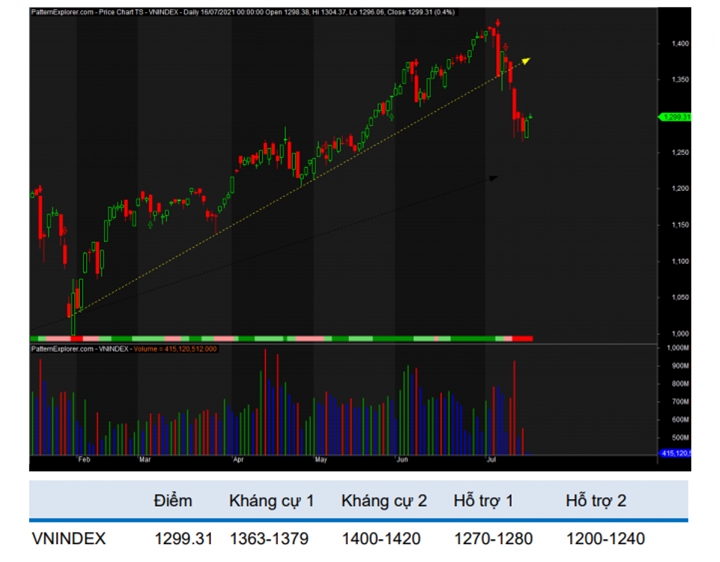 PatternExplorer.com - Price Chart TS - VNINDEX - Daily 16/07/2021 00:00:00 Open 1298.38, Hi 1304.37, Lo 1296.06, Close 1299.31 (0.4%)
1,400
1,350
1,299.31
1,250
1,200
1,150
1,100
1,050
1,000
PatternExplorer.com - VNINDEX - Volume = 415,120,512.000
1,000M
900M
800M
700M
600M
500M
415,120,5
Feb Mar Apr May Jun Jul
Điểm Kháng cự 1 Kháng cự 2 Hỗ trợ 1 Hỗ trợ 2
VNINDEX 1299.31 1363-1379 1400-1420 1270-1280 1200-1240